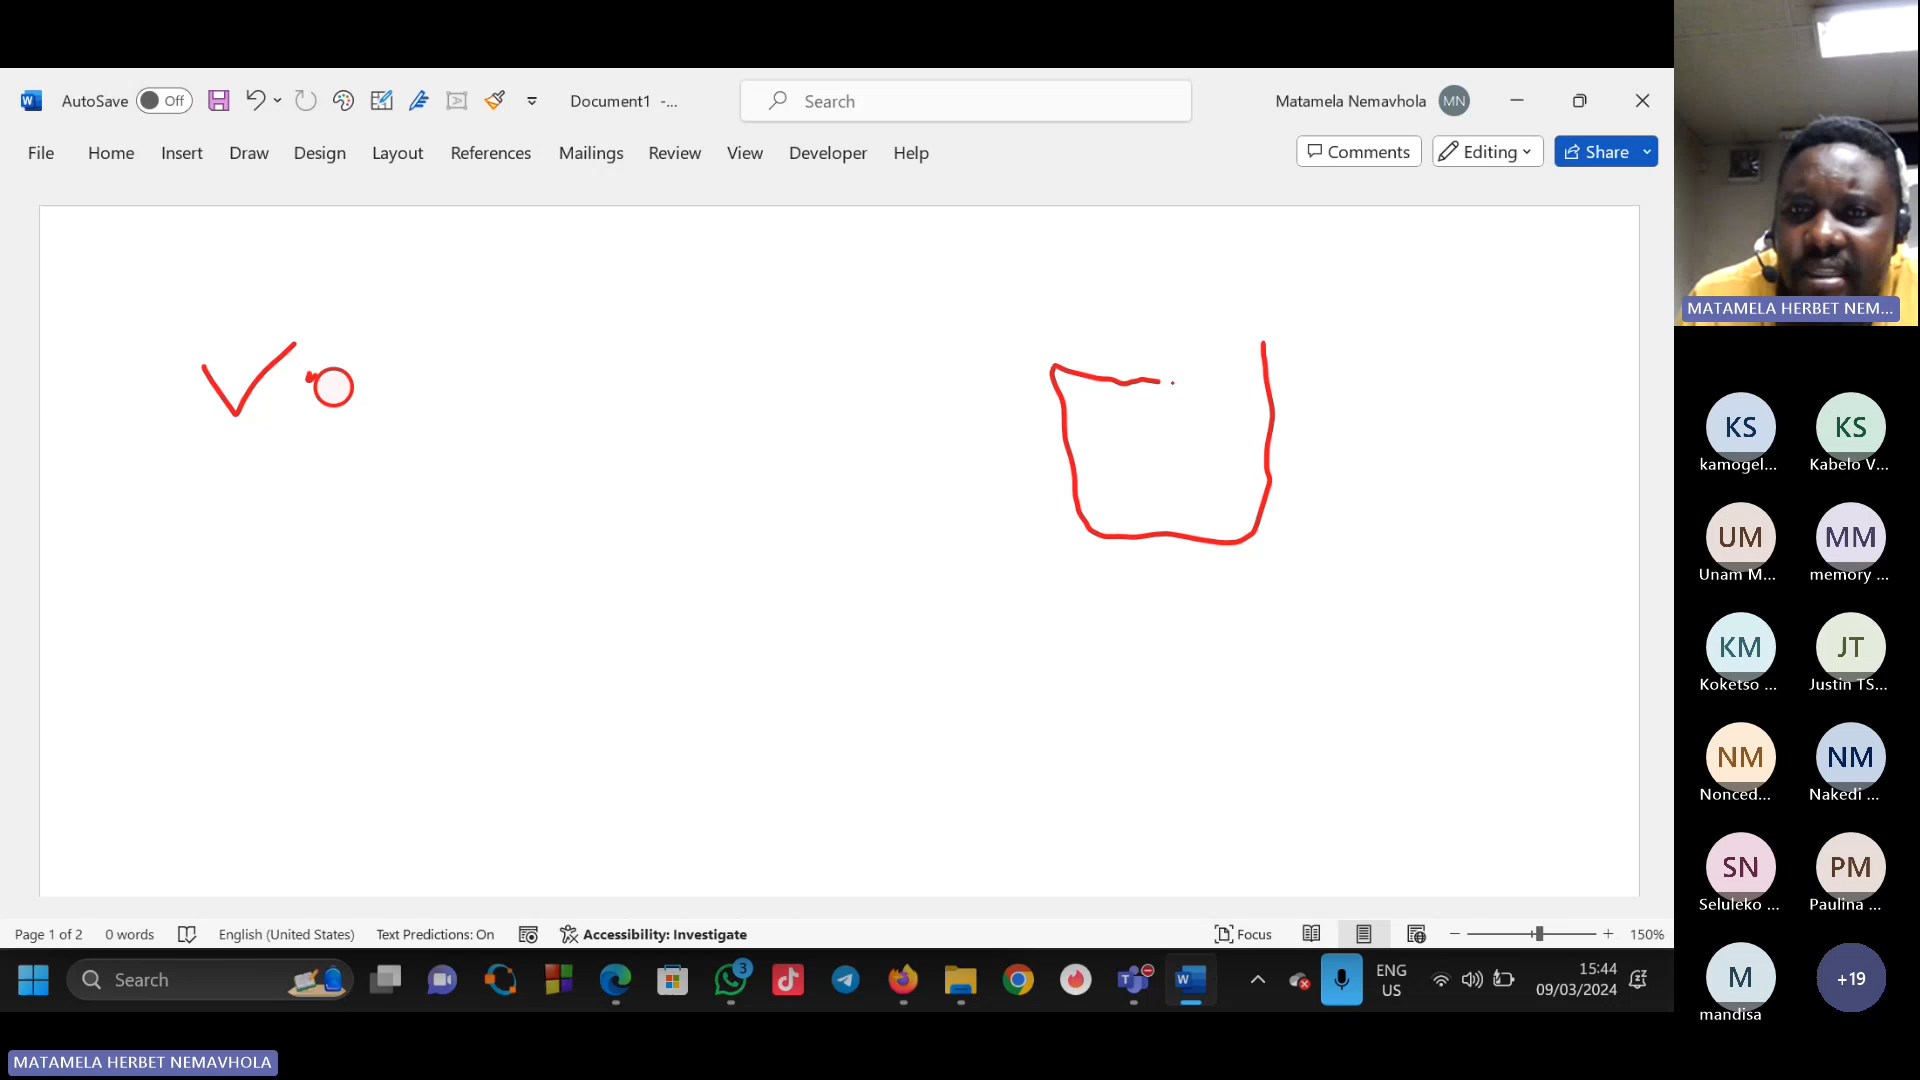 AutoSave Off Document1 -... Search Matamela Nemavhola MN
File Home Insert Draw Design Layout References Mailings Review View Developer Help Comments Editing Share
MATAMELA HERBET NEM...
KS KS
kamogel... Kabelo V...
UM MM
Unam M... memory ...
KM JT
Koketso ... Justin TS...
NM NM
Nonced... Nakedi ...
SN PM
Seluleko ... Paulina ...
M +19
mandisa
Page 1 of 2 0 words English (United States) Text Predictions: On Accessibility: Investigate Focus 150%
Search 3 ENG US 15:44 09/03/2024
MATAMELA HERBET NEMAVHOLA